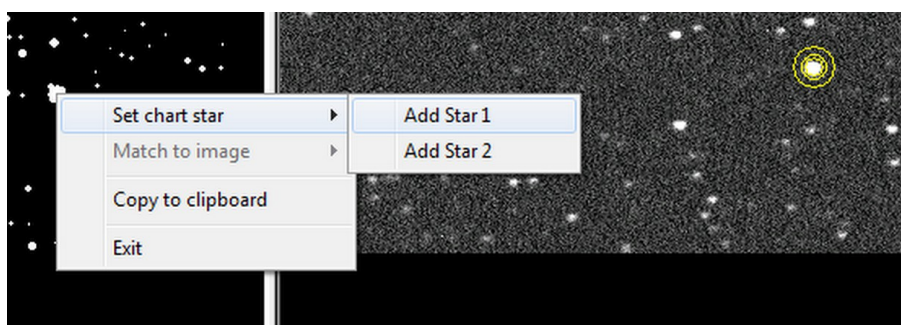 Set chart star
Add Star 1
Match to image
Add Star 2
Copy to clipboard
Exit